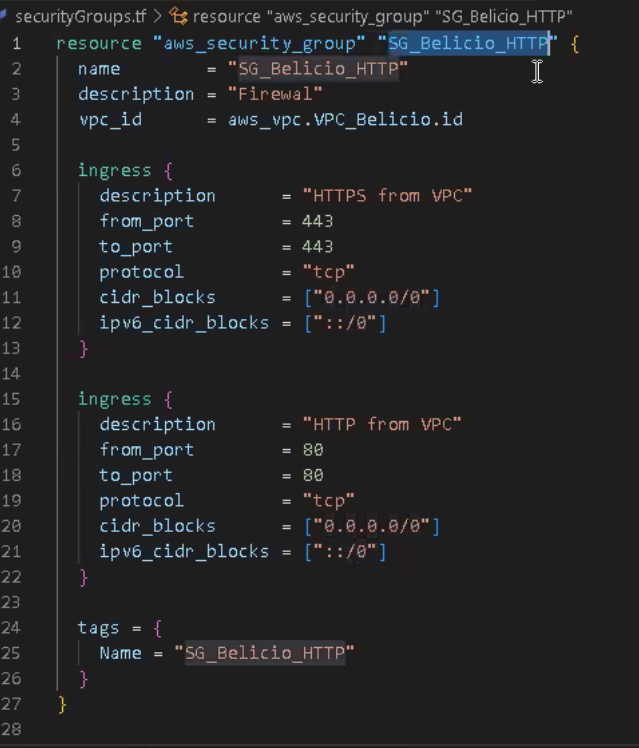 securityGroups.tf > resource "aws_security_group" "SG_Belicio_HTTP"
1 resource "aws_security_group" "SG_Belicio_HTTP" {
2   name        = "SG_Belicio_HTTP"
3   description = "Firewal"
4   vpc_id      = aws_vpc.VPC_Belicio.id
5
6   ingress {
7     description      = "HTTPS from VPC"
8     from_port        = 443
9     to_port          = 443
10     protocol         = "tcp"
11     cidr_blocks      = ["0.0.0.0/0"]
12     ipv6_cidr_blocks = ["::/0"]
13   }
14
15   ingress {
16     description      = "HTTP from VPC"
17     from_port        = 80
18     to_port          = 80
19     protocol         = "tcp"
20     cidr_blocks      = ["0.0.0.0/0"]
21     ipv6_cidr_blocks = ["::/0"]
22   }
23
24   tags = {
25     Name = "SG_Belicio_HTTP"
26   }
27 }
28